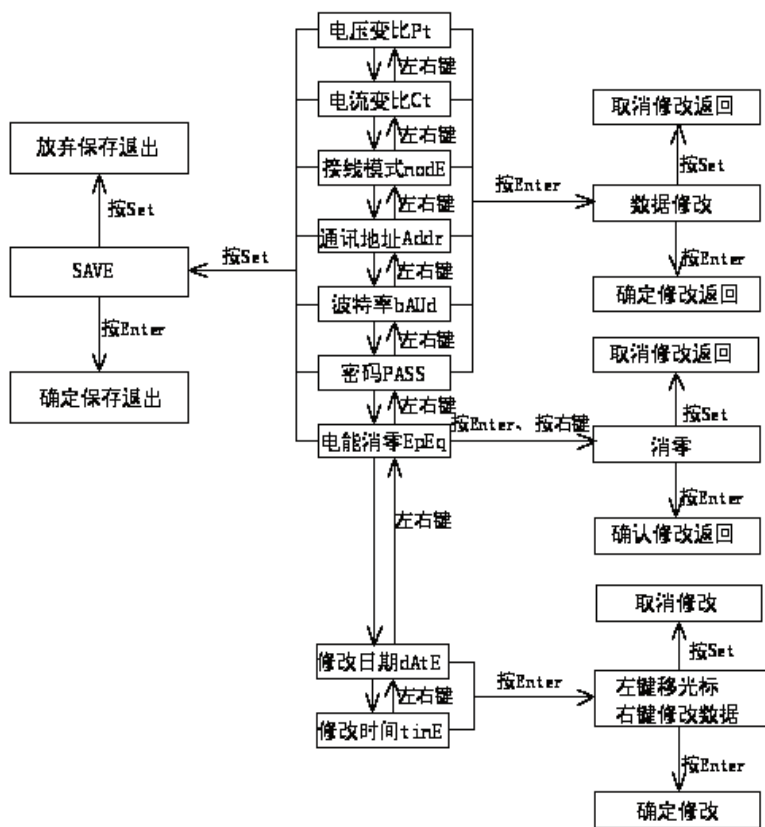 电压变比Pt
左右键
电流变比Ct
左右键
接线模式nodE
左右键
通讯地址Addr
左右键
波特率bAUd
左右键
密码PASS
左右键
电能消零EpEq
左右键
修改日期dAtE
左右键
修改时间timE
按Set
放弃保存退出
按Set
SAVE
按Enter
确定保存退出
按Enter
取消修改返回
按Set
数据修改
按Enter
确定修改返回
按Enter、按右键
取消修改返回
按Set
消零
按Enter
确认修改返回
按Enter
取消修改
按Set
左键移光标
右键修改数据
按Enter
确定修改